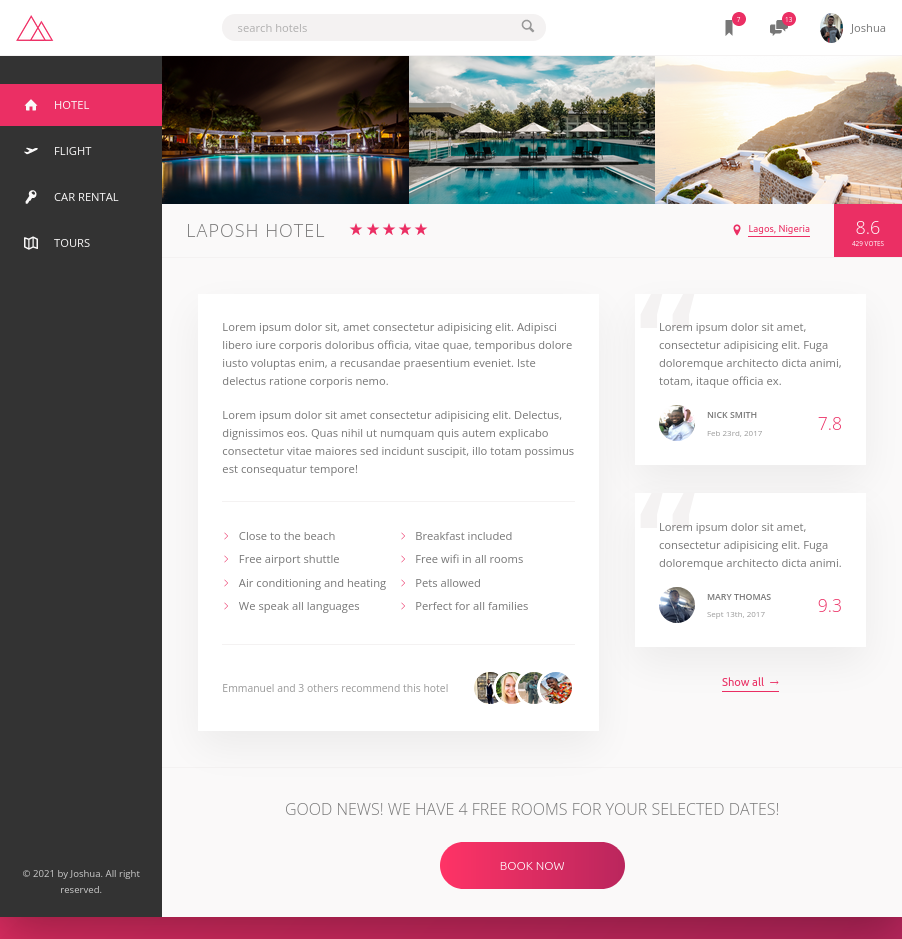 search hotels
7
13
Joshua
HOTEL
FLIGHT
CAR RENTAL
TOURS
LAPOSH HOTEL
Lagos, Nigeria
8.6
429 VOTES
Lorem ipsum dolor sit, amet consectetur adipisicing elit. Adipisci
libero iure corporis doloribus officia, vitae quae, temporibus dolore
iusto voluptas enim, a recusandae praesentium eveniet. Iste
delectus ratione corporis nemo.
Lorem ipsum dolor sit amet consectetur adipisicing elit. Delectus,
dignissimos eos. Quas nihil ut numquam quis autem explicabo
consectetur vitae maiores sed incidunt suscipit, illo totam possimus
est consequatur tempore!
Close to the beach
Breakfast included
Free airport shuttle
Free wifi in all rooms
Air conditioning and heating
Pets allowed
We speak all languages
Perfect for all families
Emmanuel and 3 others recommend this hotel
“
Lorem ipsum dolor sit amet,
consectetur adipisicing elit. Fuga
doloremque architecto dicta animi,
totam, itaque officia ex.
NICK SMITH
Feb 23rd, 2017
7.8
“
Lorem ipsum dolor sit amet,
consectetur adipisicing elit. Fuga
doloremque architecto dicta animi.
MARY THOMAS
Sept 13th, 2017
9.3
Show all →
GOOD NEWS! WE HAVE 4 FREE ROOMS FOR YOUR SELECTED DATES!
BOOK NOW
© 2021 by Joshua. All right
reserved.